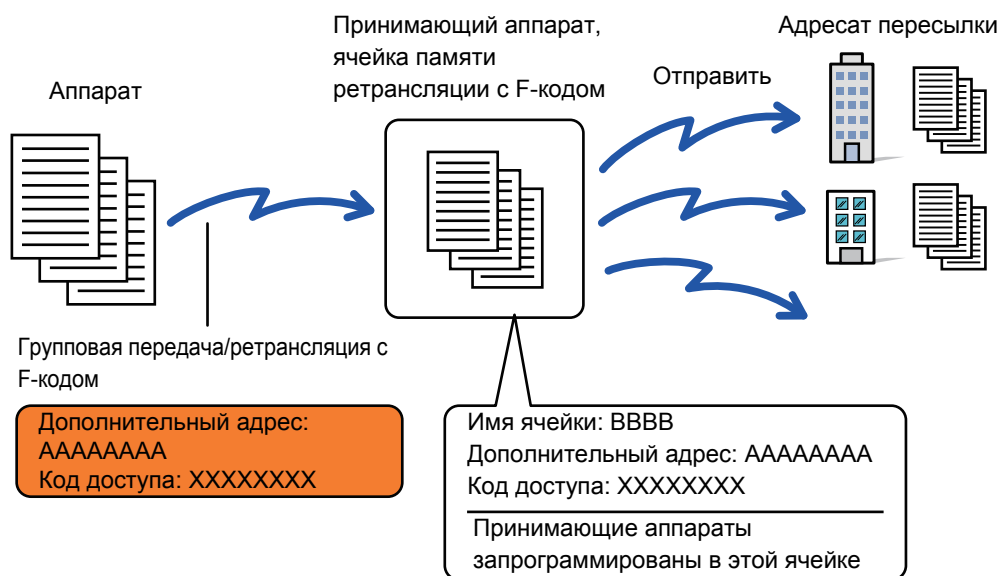 Аппарат
Принимающий аппарат,
ячейка памяти
ретрансляции с F-кодом
Отправить
Адресат пересылки
Групповая передача/ретрансляция с
F-кодом
Дополнительный адрес:
AAAAAAAA
Код доступа: XXXXXXXX
Имя ячейки: BBBB
Дополнительный адрес: AAAAAAAA
Код доступа: XXXXXXXX
Принимающие аппараты
запрограммированы в этой ячейке